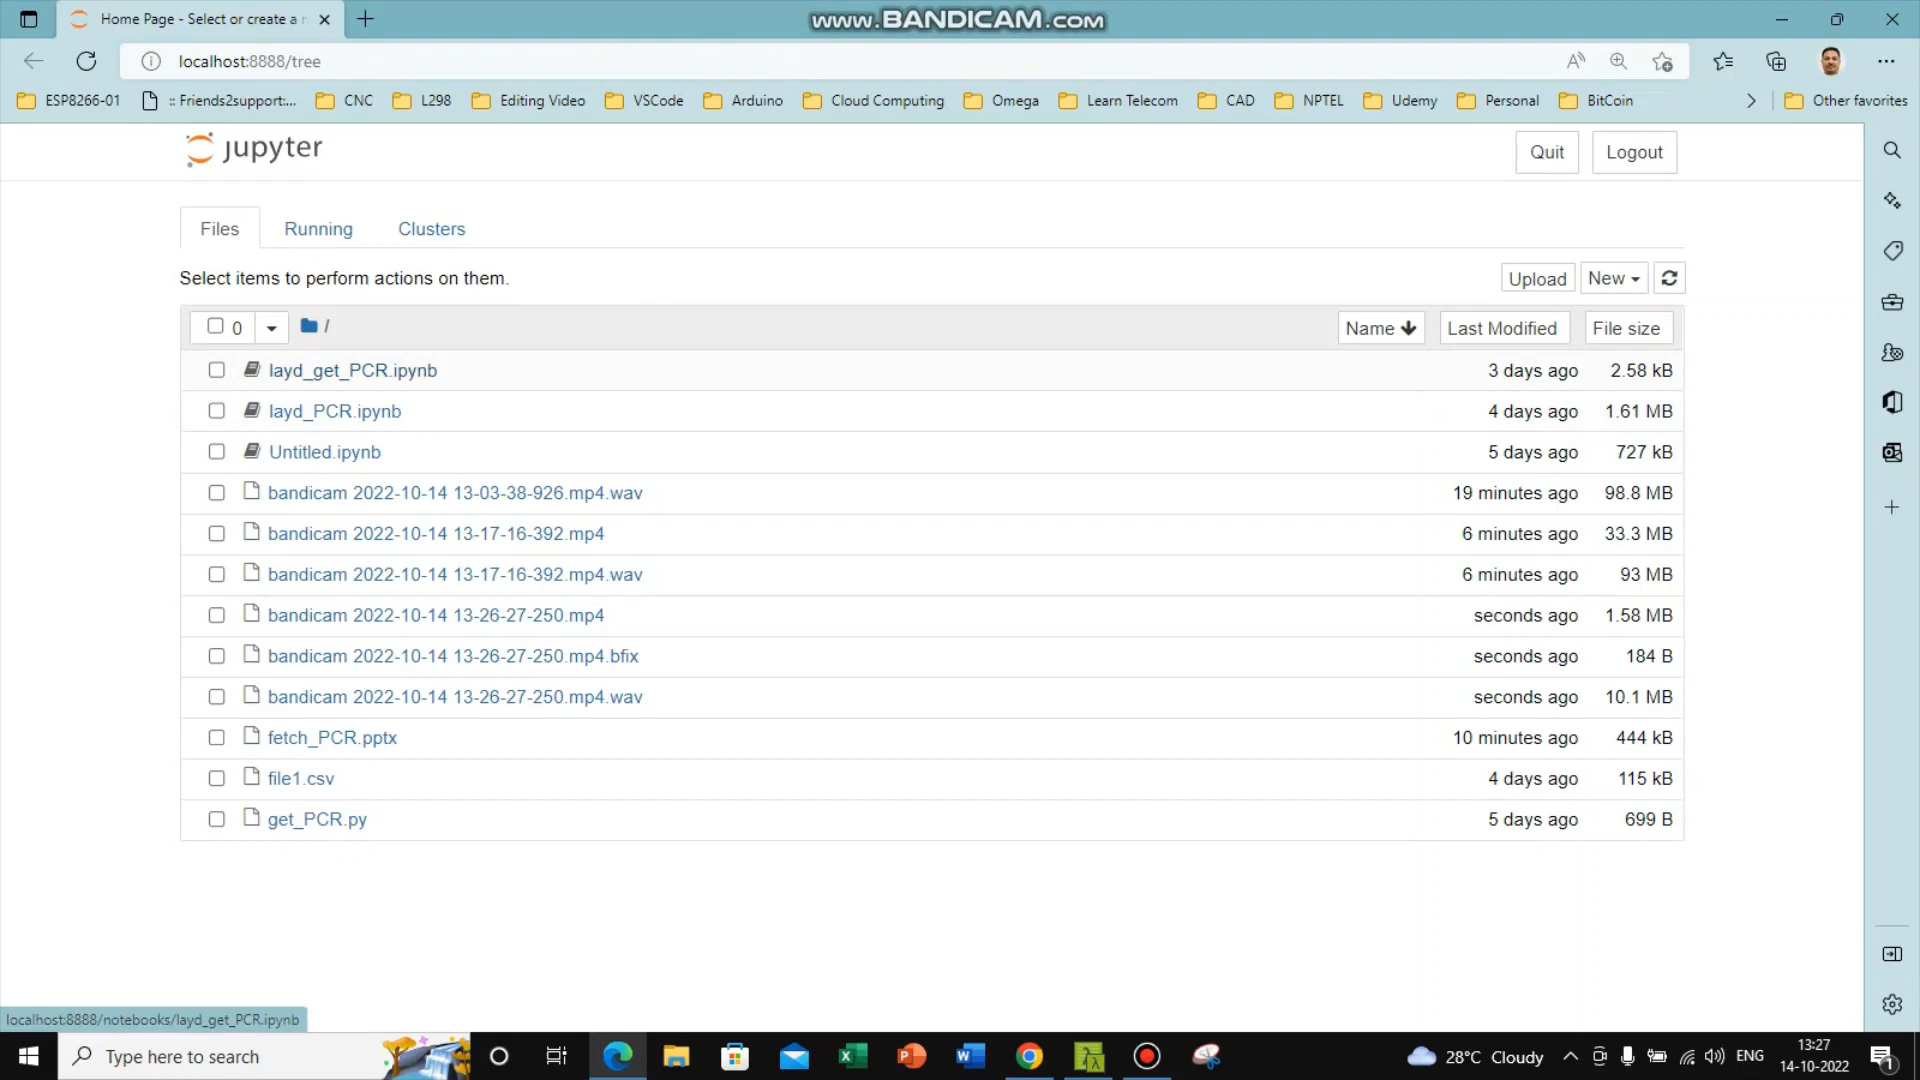 Home Page - Select or create a n
www.BANDICAM.com
localhost:8888/tree
ESP8266-01
:: Friends2support:...
CNC
L298
Editing Video
VSCode
Arduino
Cloud Computing
Omega
Learn Telecom
CAD
NPTEL
Udemy
Personal
BitCoin
Other favorites
jupyter
Quit
Logout
Files
Running
Clusters
Select items to perform actions on them.
Upload
New
0
/
Name
Last Modified
File size
layd_get_PCR.ipynb 3 days ago 2.58 kB
layd_PCR.ipynb 4 days ago 1.61 MB
Untitled.ipynb 5 days ago 727 kB
bandicam 2022-10-14 13-03-38-926.mp4.wav 19 minutes ago 98.8 MB
bandicam 2022-10-14 13-17-16-392.mp4 6 minutes ago 33.3 MB
bandicam 2022-10-14 13-17-16-392.mp4.wav 6 minutes ago 93 MB
bandicam 2022-10-14 13-26-27-250.mp4 seconds ago 1.58 MB
bandicam 2022-10-14 13-26-27-250.mp4.bfix seconds ago 184 B
bandicam 2022-10-14 13-26-27-250.mp4.wav seconds ago 10.1 MB
fetch_PCR.pptx 10 minutes ago 444 kB
file1.csv 4 days ago 115 kB
get_PCR.py 5 days ago 699 B
localhost:8888/notebooks/layd_get_PCR.ipynb
Type here to search
28°C Cloudy
ENG
13:27
14-10-2022
1